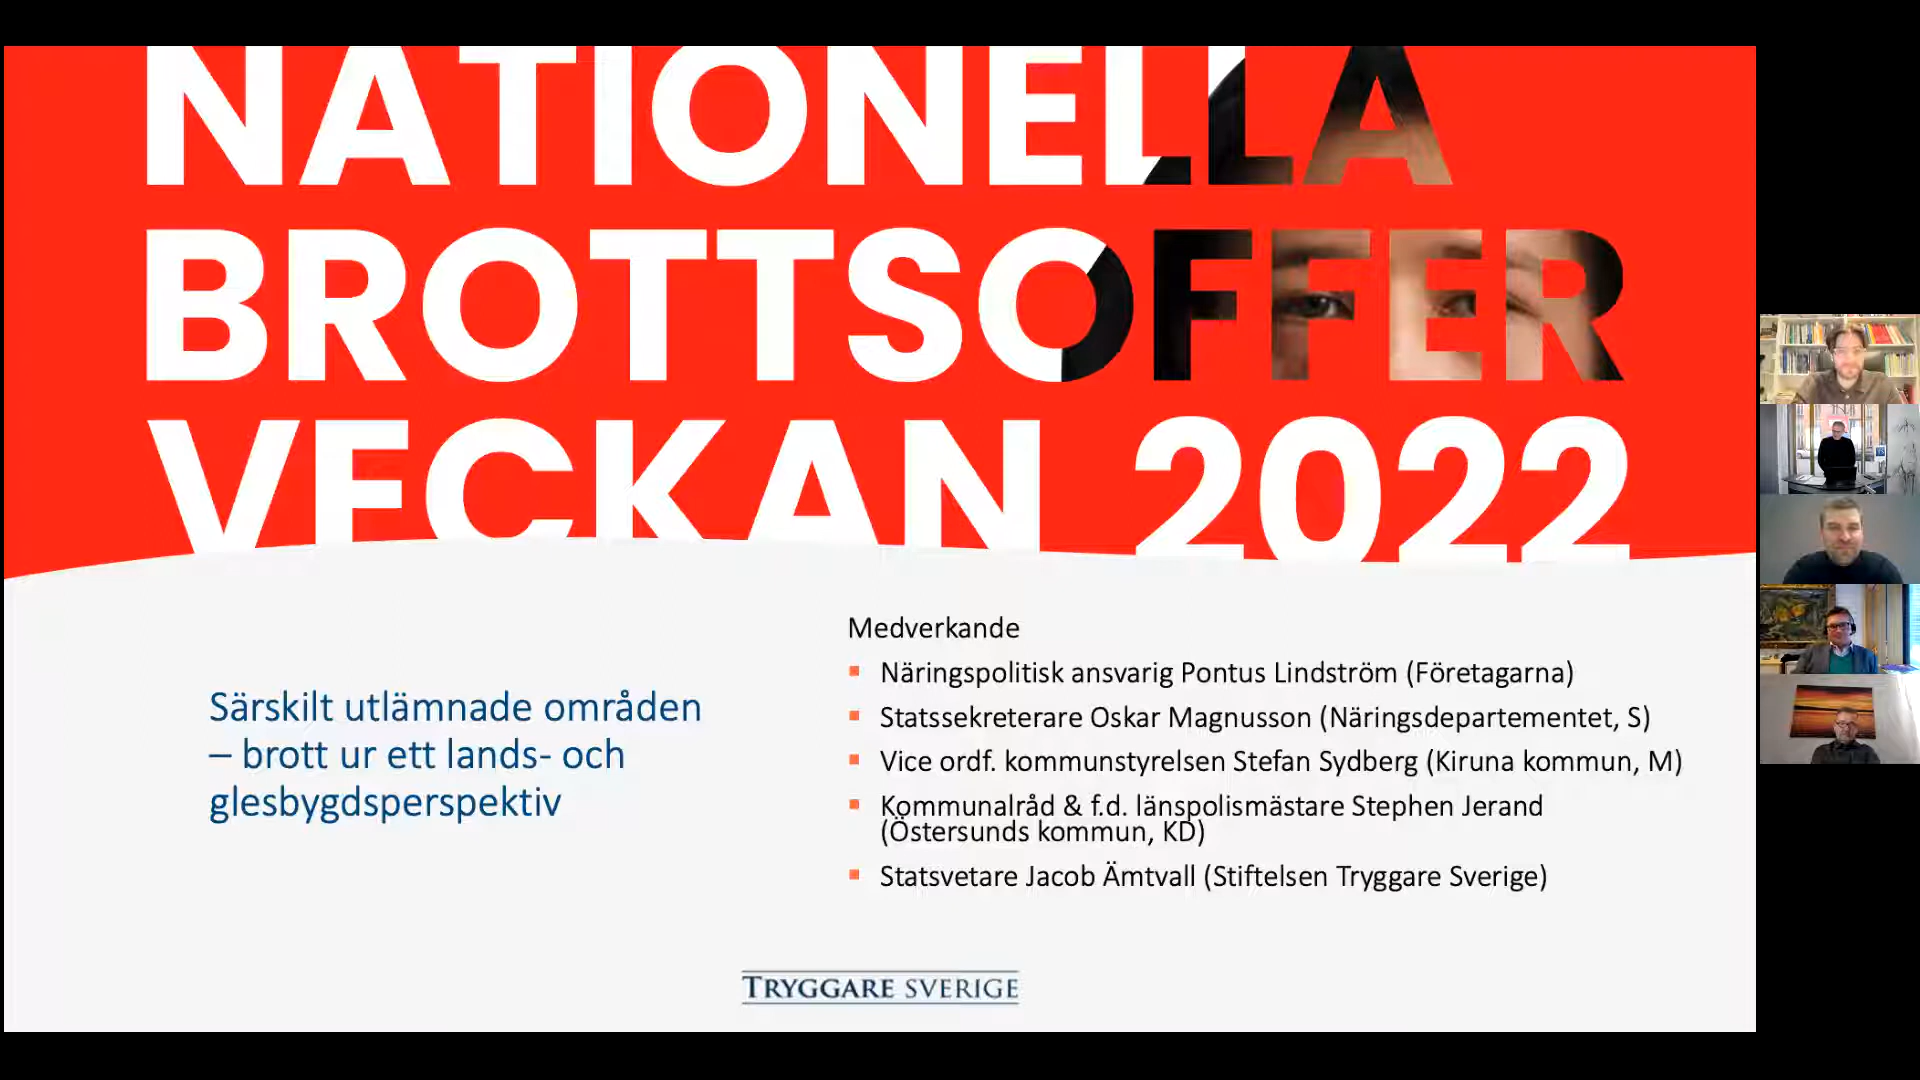 NATIONELLA
BROTTSOFFER
VECKAN 2022
Särskilt utlämnade områden
– brott ur ett lands- och
glesbygdsperspektiv
Medverkande
Näringspolitisk ansvarig Pontus Lindström (Företagarna)
Statssekreterare Oskar Magnusson (Näringsdepartementet, S)
Vice ordf. kommunstyrelsen Stefan Sydberg (Kiruna kommun, M)
Kommunalråd & f.d. länspolismästare Stephen Jerand
(Östersunds kommun, KD)
Statsvetare Jacob Ämtvall (Stiftelsen Tryggare Sverige)
TRYGGARE SVERIGE